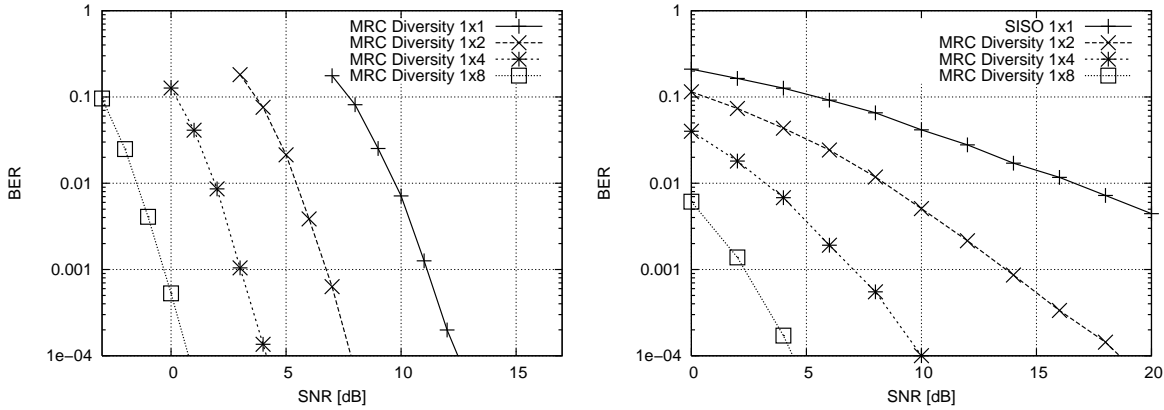 1
0.1
0.01
0.001
1e-04
BER
0 5 10 15
SNR [dB]
MRC Diversity 1x1
MRC Diversity 1x2
MRC Diversity 1x4
MRC Diversity 1x8
1
0.1
0.01
0.001
1e-04
BER
0 5 10 15 20
SNR [dB]
SISO 1x1
MRC Diversity 1x2
MRC Diversity 1x4
MRC Diversity 1x8